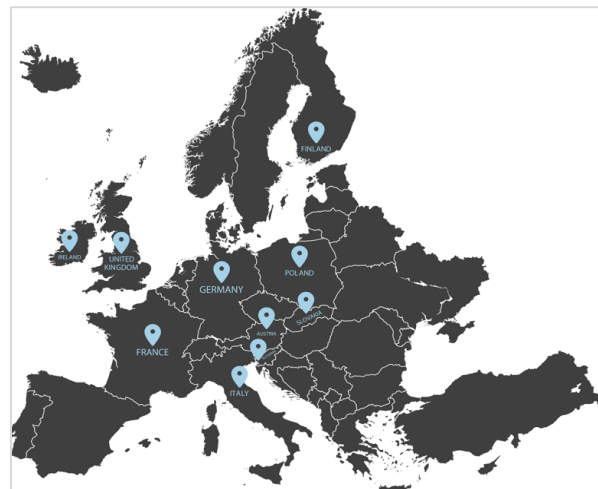 FINLAND
IRELAND
UNITED
KINGDOM
POLAND
GERMANY
SLOVAKIA
AUSTRIA
FRANCE
ITALY